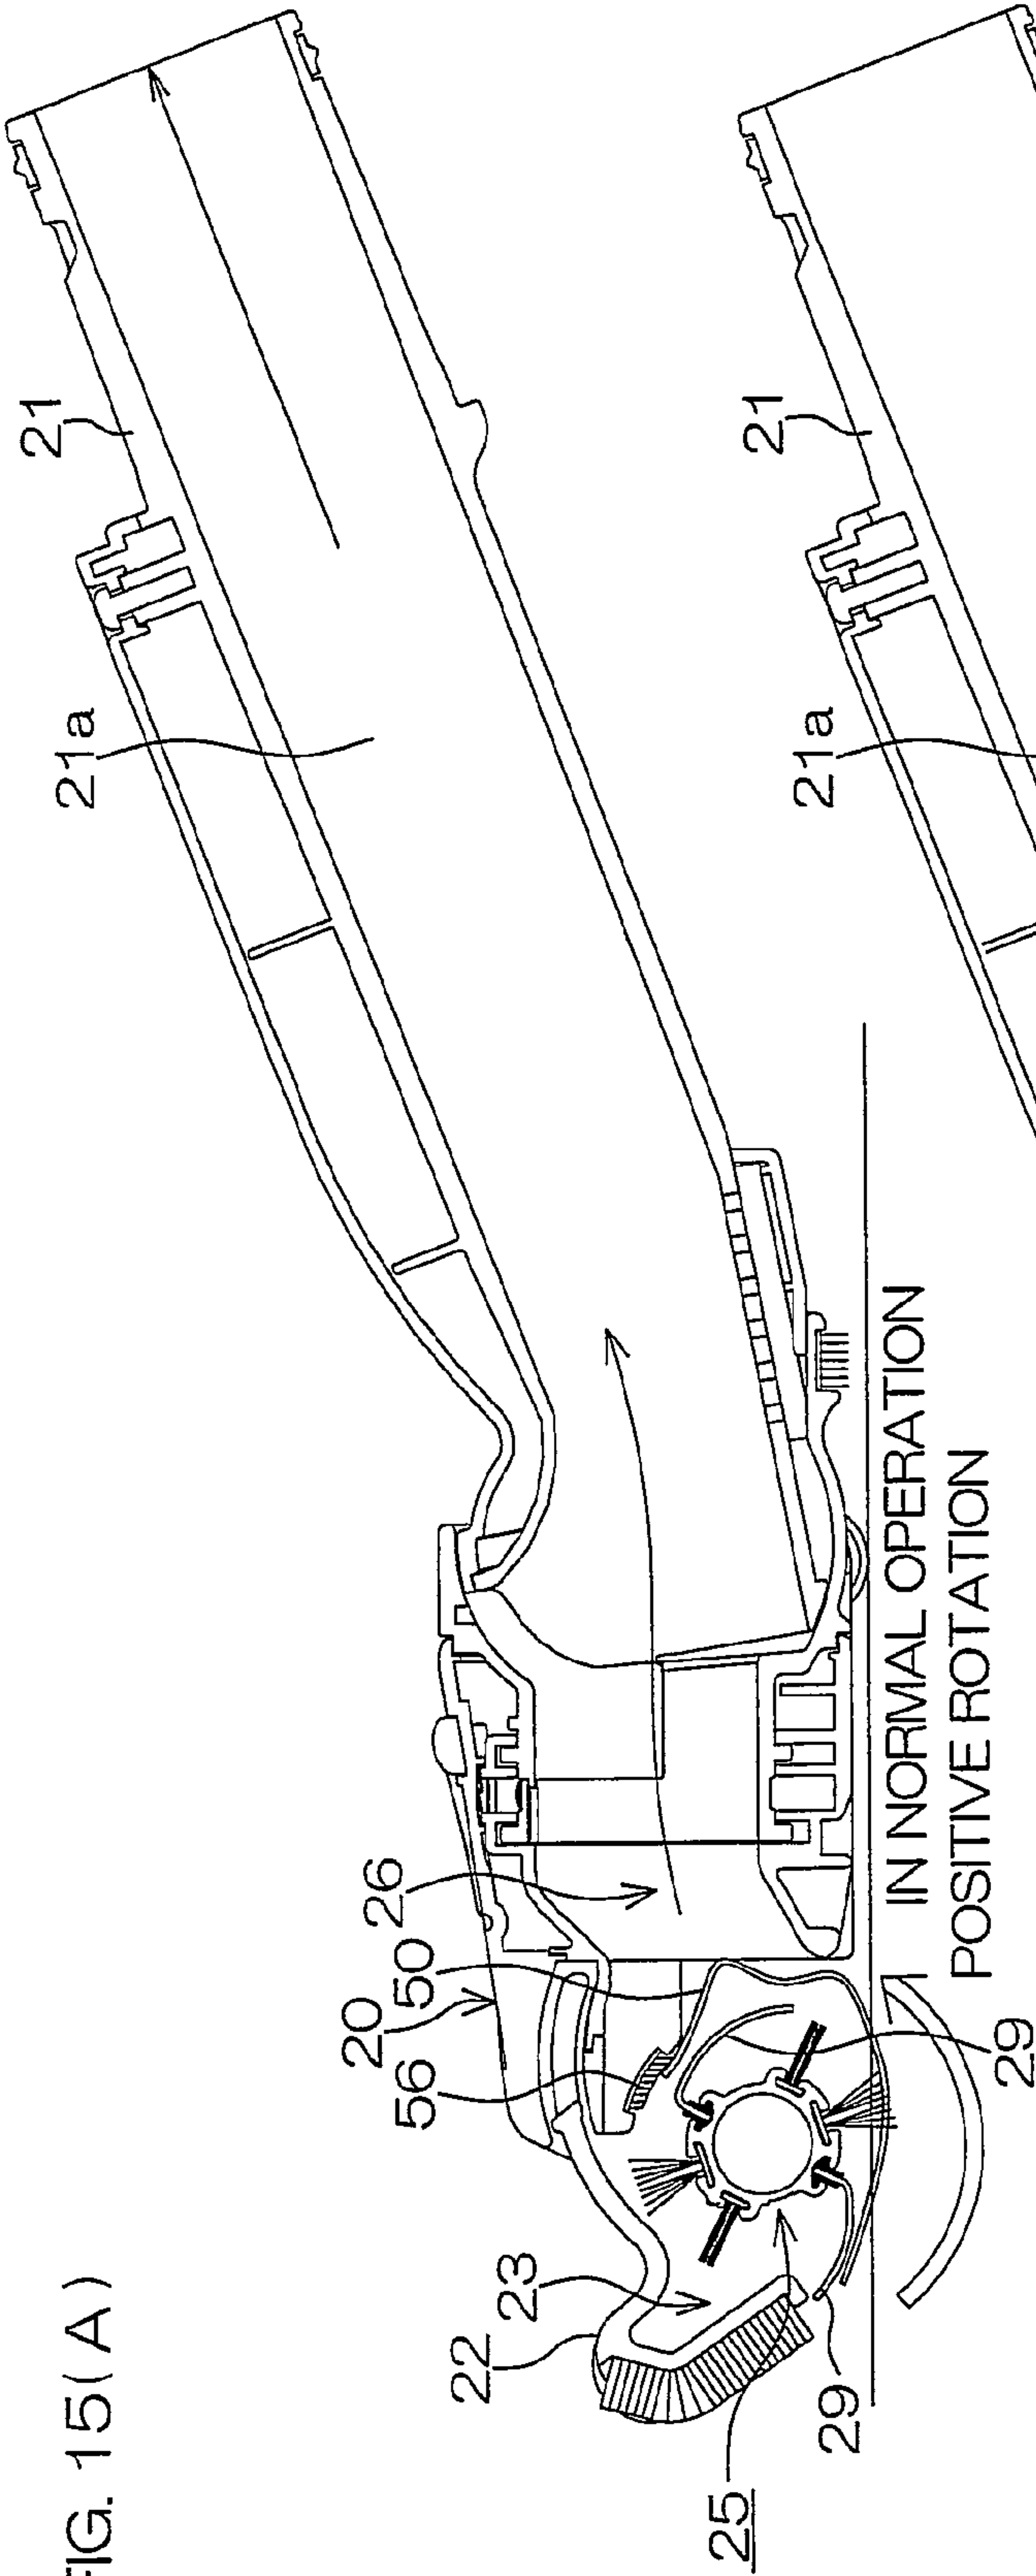 FIG. 15(A)
21
21
21a
21a
20
26
50
56
22
23
25
29
29
IN NORMAL OPERATION
POSITIVE ROTATION